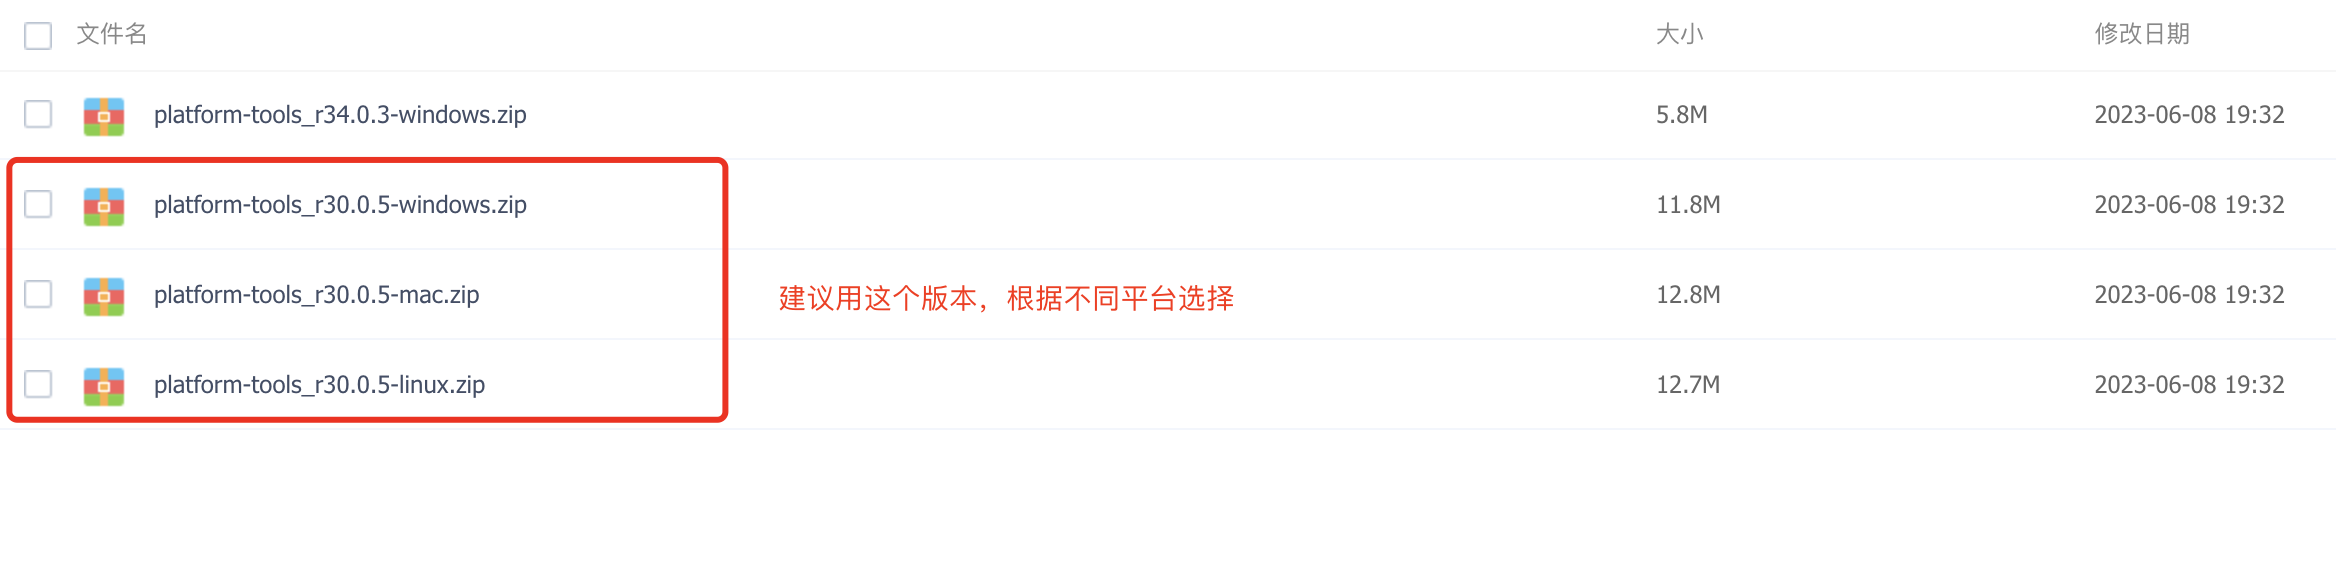 文件名 大小 修改日期
platform-tools_r34.0.3-windows.zip 5.8M 2023-06-08 19:32
platform-tools_r30.0.5-windows.zip 11.8M 2023-06-08 19:32
platform-tools_r30.0.5-mac.zip 建议用这个版本，根据不同平台选择 12.8M 2023-06-08 19:32
platform-tools_r30.0.5-linux.zip 12.7M 2023-06-08 19:32